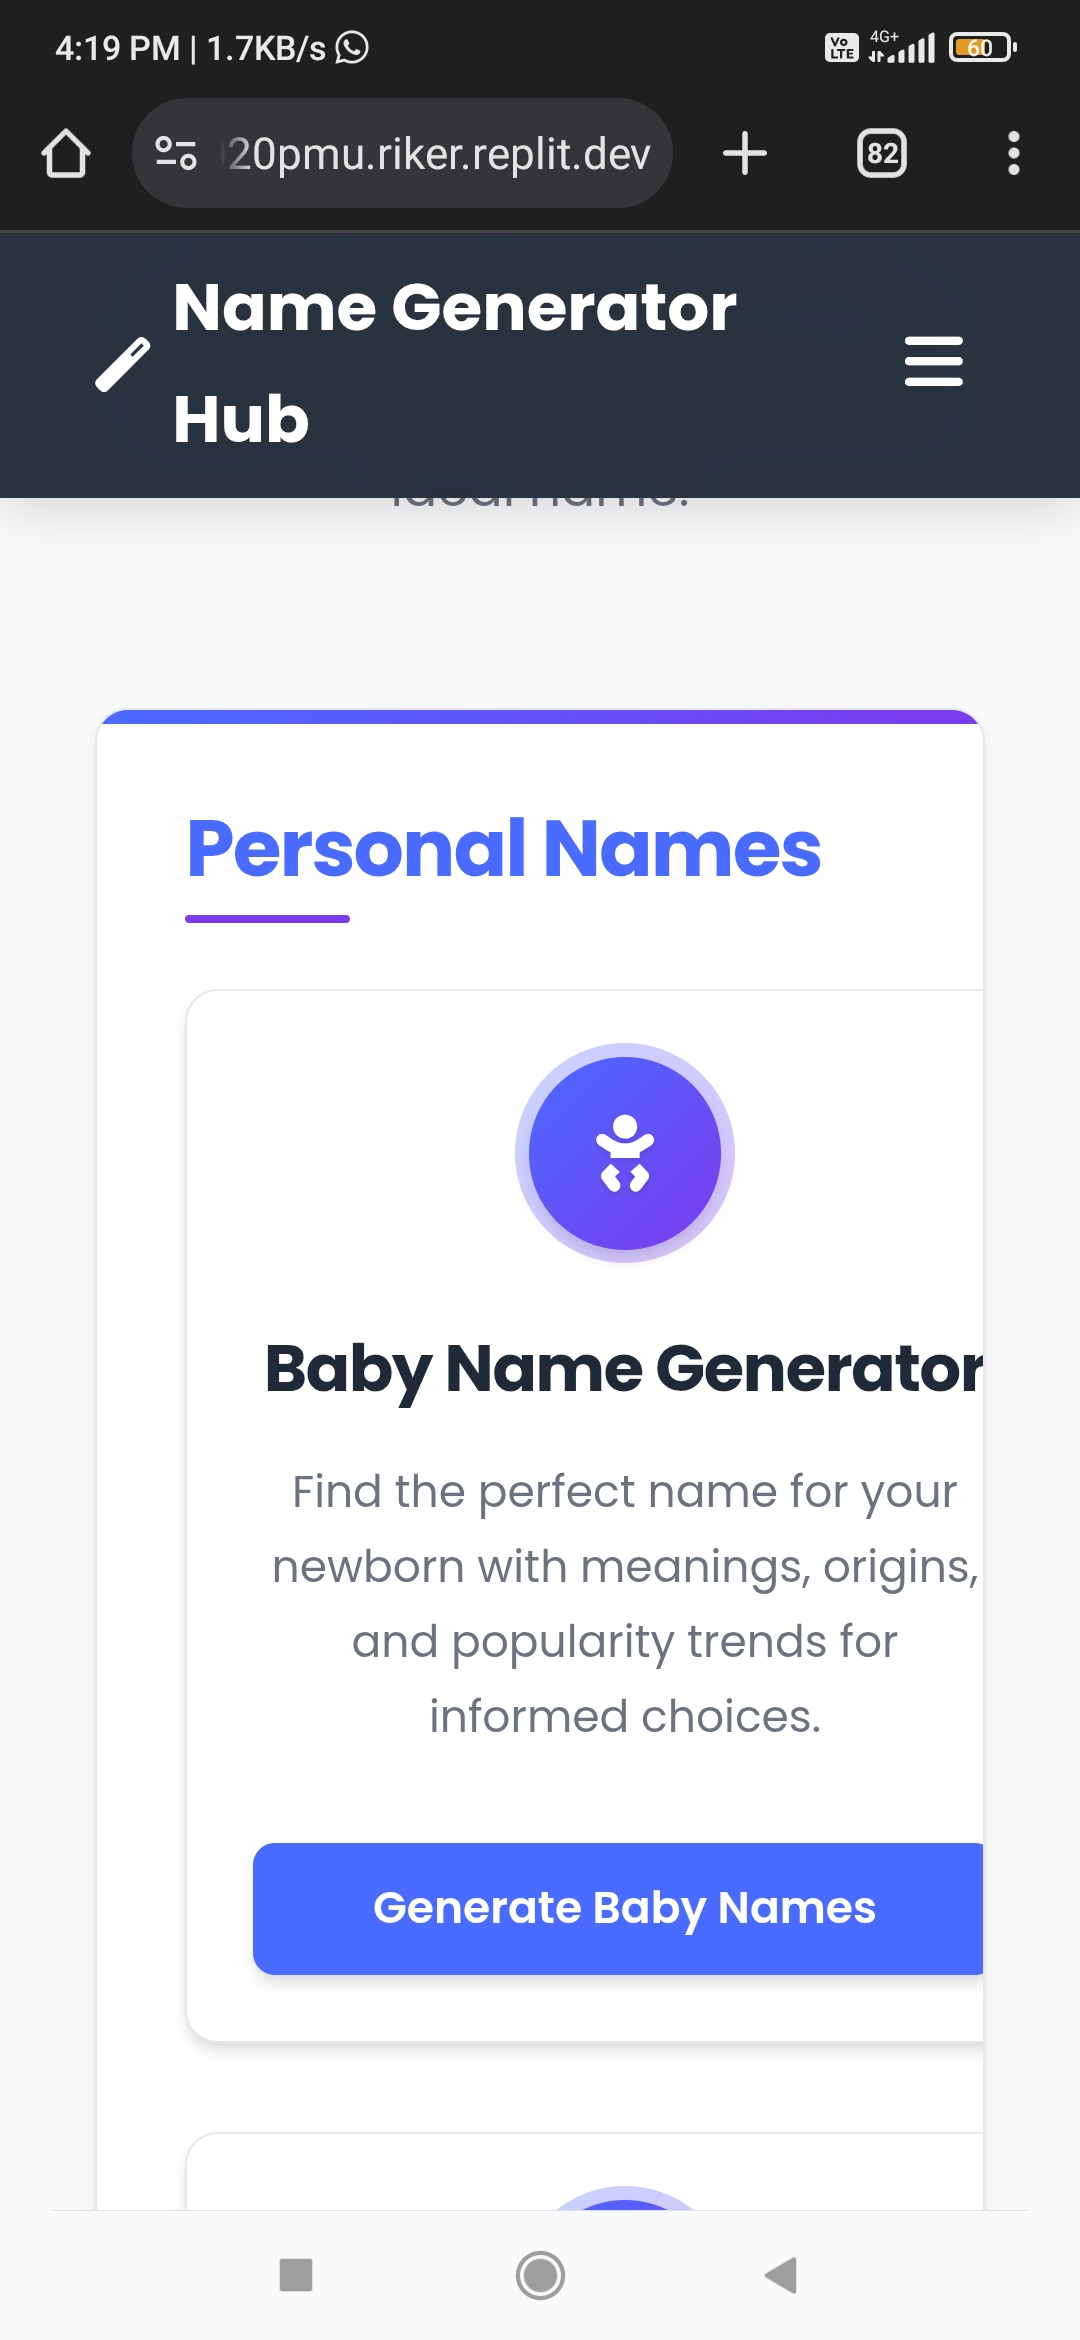 4:19 PM | 1.7KB/s
Vo LTE 4G+ 60
20pmu.riker.replit.dev
82
Name Generator
Hub
ideal name.
Personal Names
Baby Name Generator
Find the perfect name for your
newborn with meanings, origins,
and popularity trends for
informed choices.
Generate Baby Names